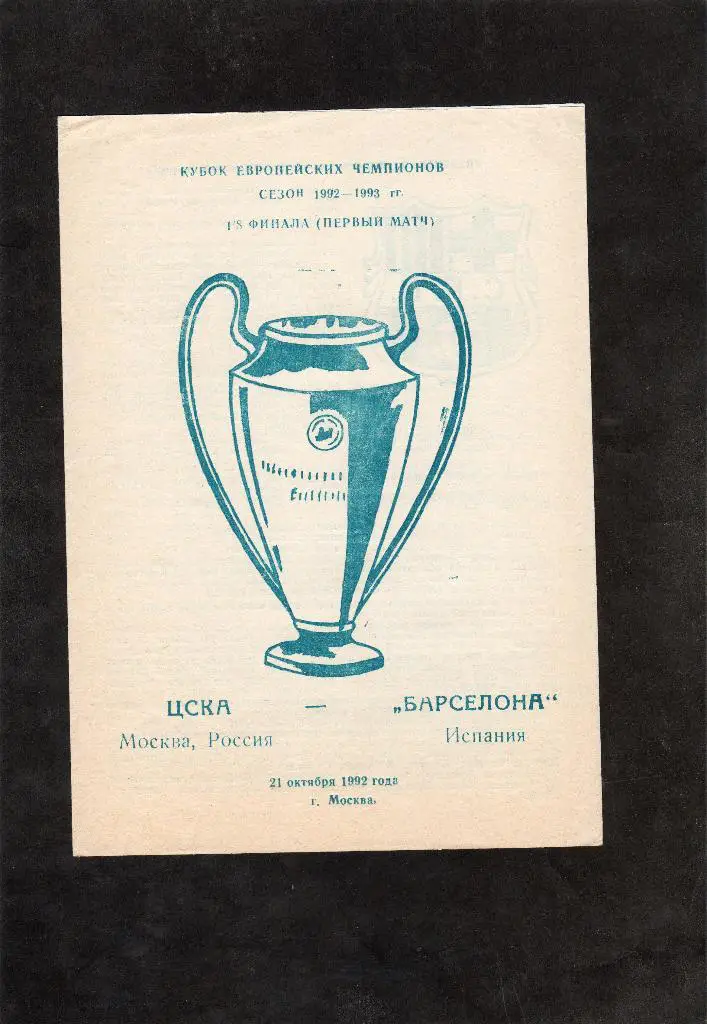 КУБОК ЕВРОПЕЙСКИХ ЧЕМПИОНОВ
СЕЗОН 1992—1993 гг.
1/8 ФИНАЛА (ПЕРВЫЙ МАТЧ)
ЦСКА — „БАРСЕЛОНА“
Москва, Россия Испания
21 октября 1992 года
г. Москва